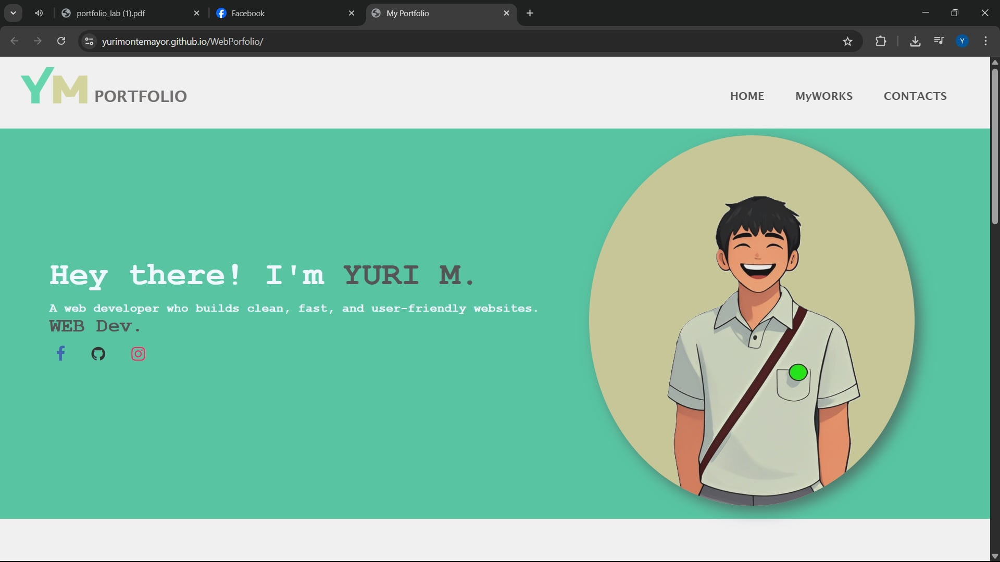 portfolio_lab (1).pdf
Facebook
My Portfolio
yurimontemayor.github.io/WebPorfolio/
Y
YM PORTFOLIO
HOME
MyWORKS
CONTACTS
Hey there! I'm YURI M.
A web developer who builds clean, fast, and user-friendly websites.
WEB Dev.